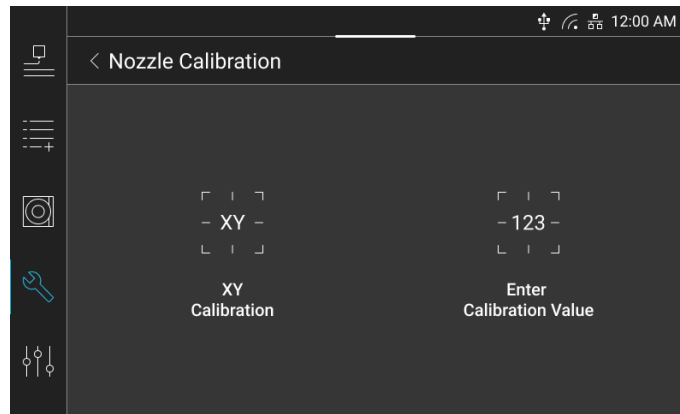 12:00 AM
Nozzle Calibration
XY
123
XY
Calibration
Enter
Calibration Value